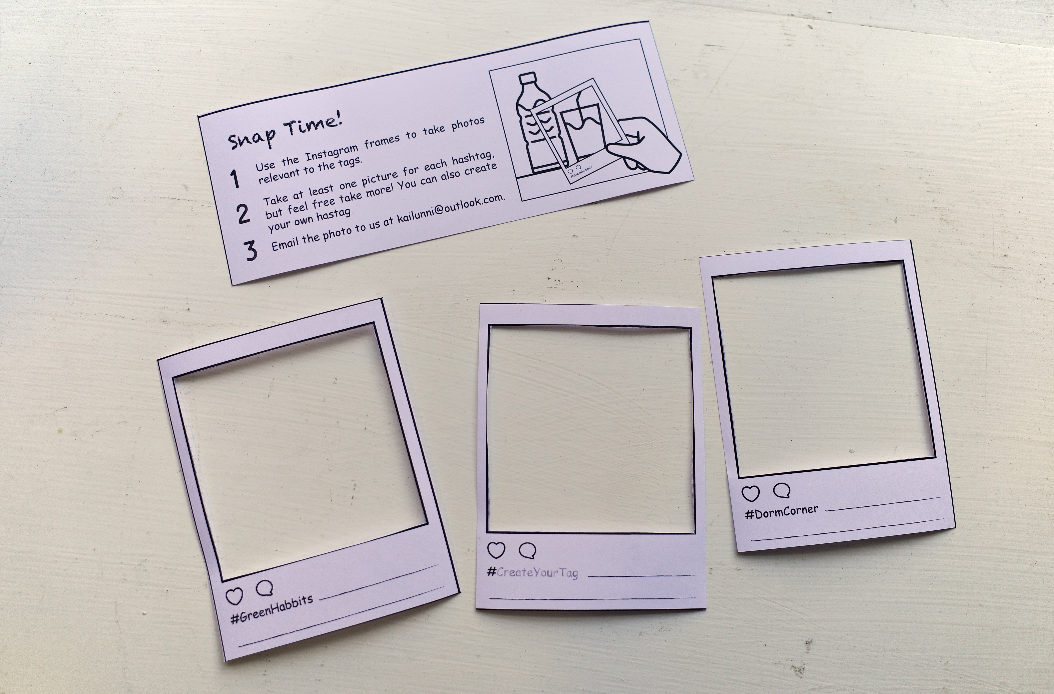 Snap Time!
1 Use the Instagram frames to take photos
relevant to the tags.
2 Take at least one picture for each hashtag,
but feel free take more! You can also create
your own hastag
3 Email the photo to us at kailunni@outlook.com.
#GreenHabbits
#CreateYourTag
#DormCorner